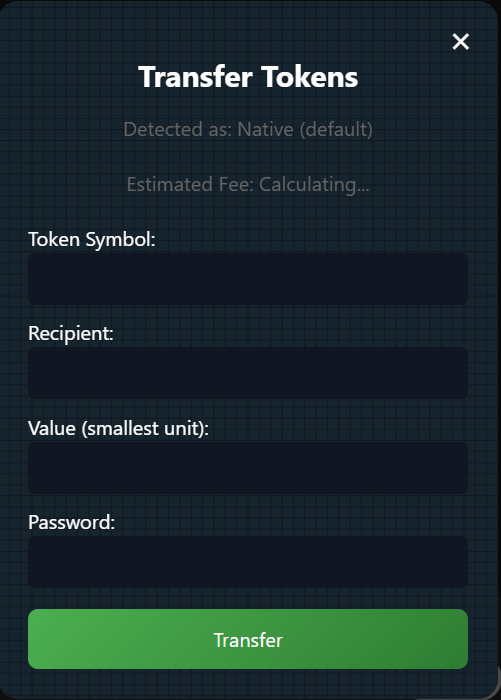 ×
Transfer Tokens
Detected as: Native (default)
Estimated Fee: Calculating...
Token Symbol:
Recipient:
Value (smallest unit):
Password:
Transfer